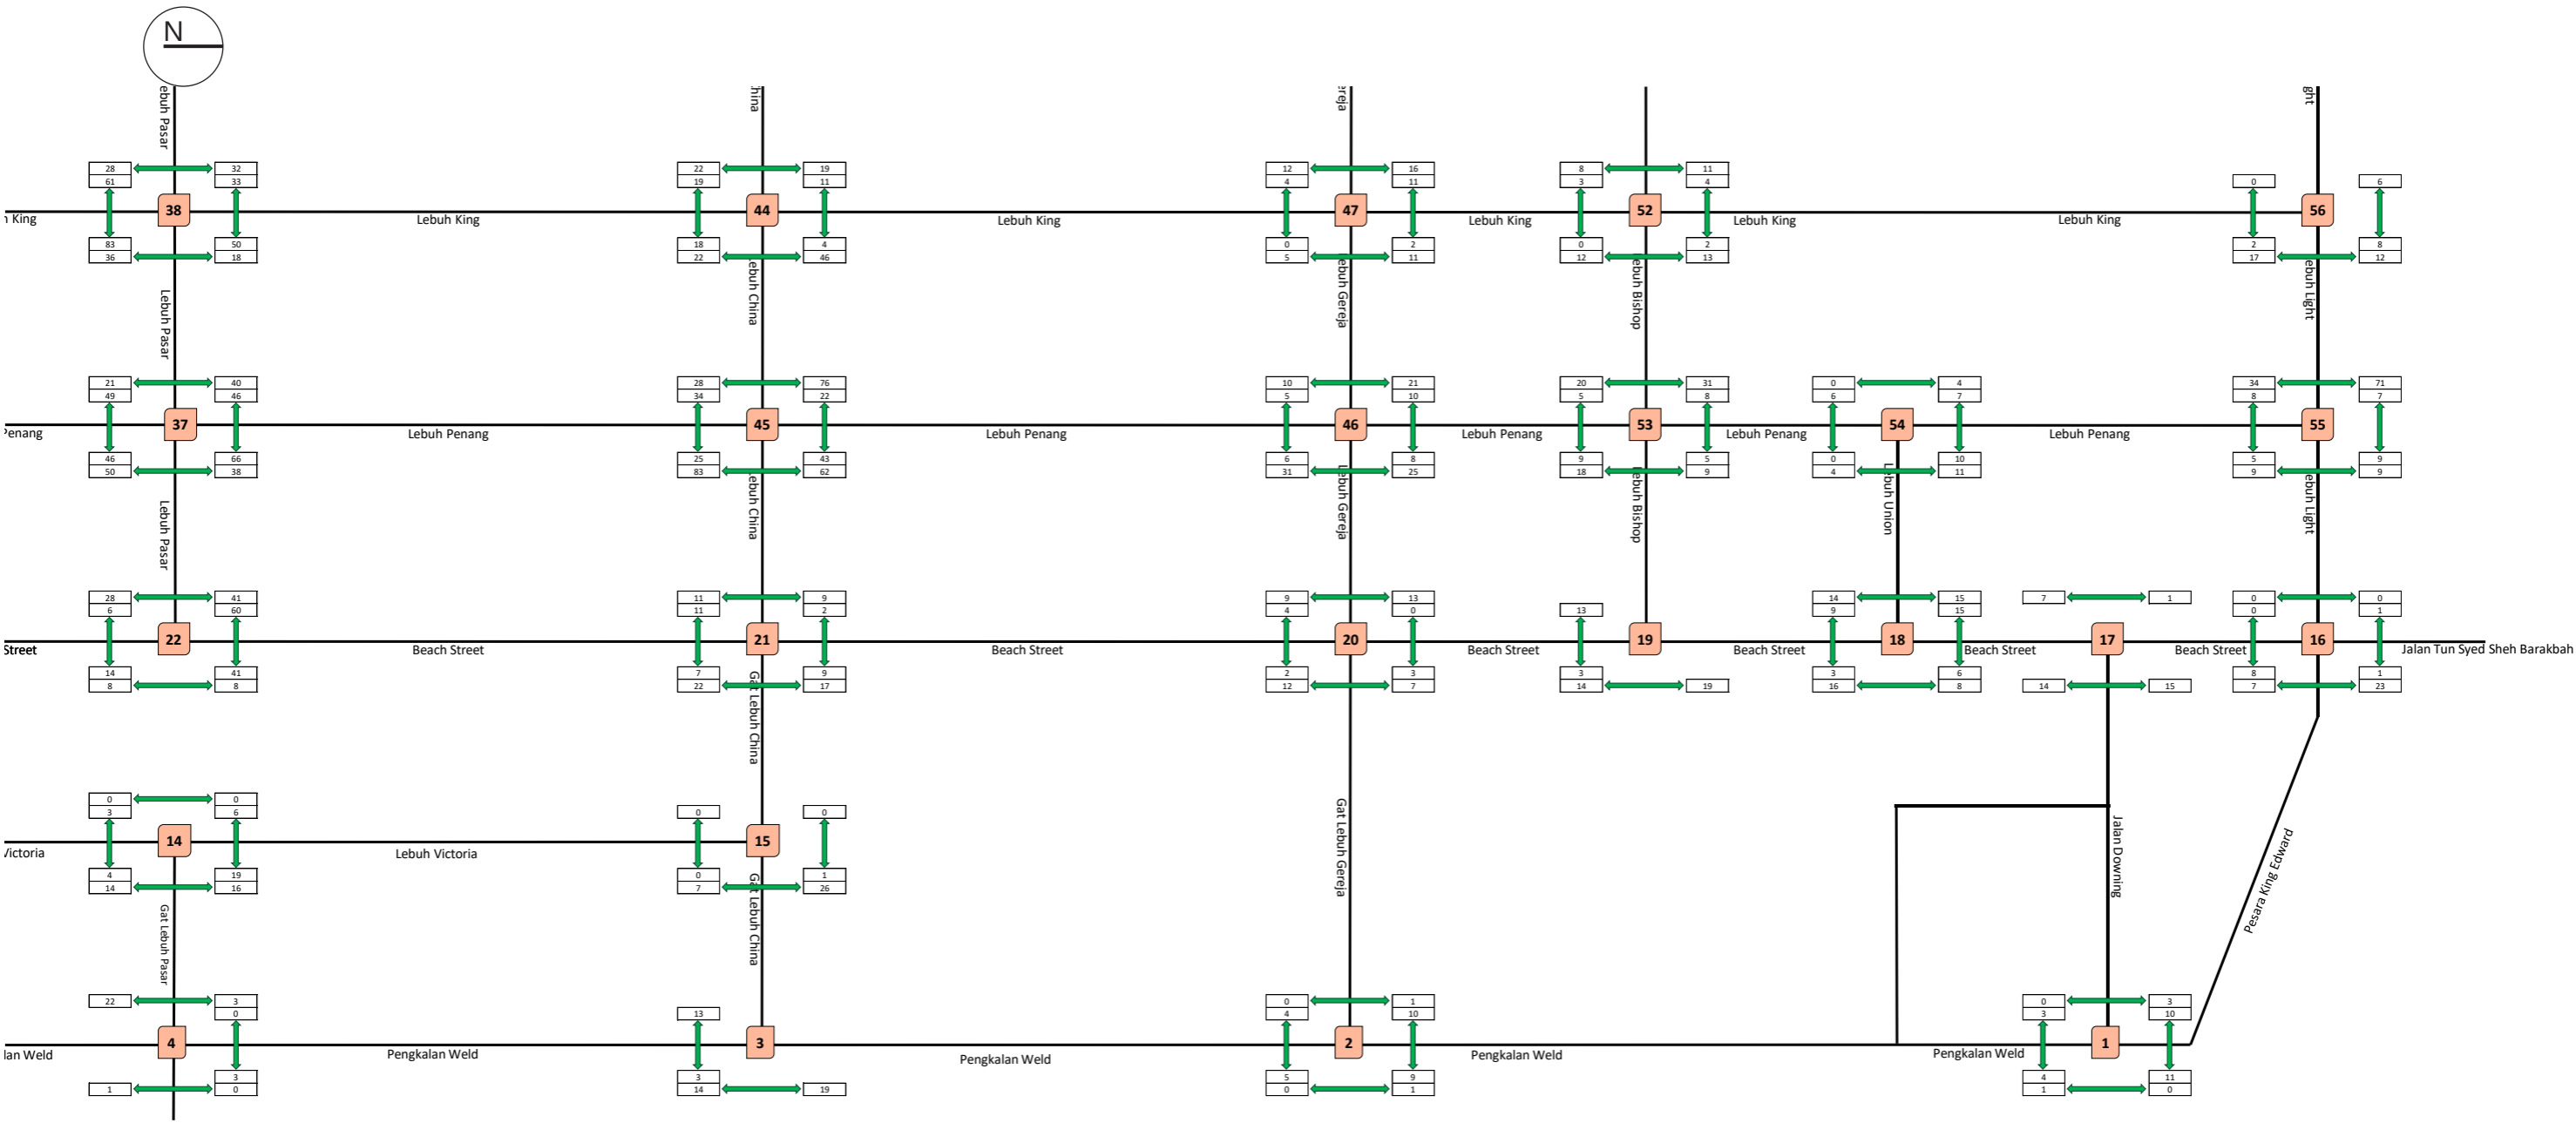 N
ebuh Pasar
hina
ereja
ght
28 32 22 19 12 16 8 11
61 33 19 11 4 11 3 4 0 6
38 44 47 52 56
h King Lebuh King Lebuh King Lebuh King Lebuh King Lebuh King
83 50 18 4 0 2 0 2 2 8
36 18 22 46 5 11 12 13 17 12
Lebuh Pasar
ebuh China
ebuh Gereja
ebuh Bishop
ebuh Light
21 40 28 76 10 21 20 31 0 4 34 71
49 46 34 22 5 10 5 8 6 7 8 7
37 45 46 53 54 55
Penang Lebuh Penang Lebuh Penang Lebuh Penang Lebuh Penang Lebuh Penang
46 66 25 43 6 8 9 5 0 10 5 9
50 38 83 62 31 25 18 9 4 11 9 9
Lebuh Pasar
ebuh China
ebuh Gereja
ebuh Bishop
Lebuh Union
ebuh Light
28 41 11 9 9 13 14 15 7 1 0 0
6 60 11 2 4 0 13 9 15 0 1
22 21 20 19 18 17 16
Street Beach Street Beach Street Beach Street Beach Street Beach Street Beach Street Jalan Tun Syed Sheh Barakbah
14 41 7 9 2 3 3 3 6 8 1
8 8 22 17 12 7 14 19 16 8 14 15 7 23
Gat Lebuh China
0 0
3 6 0 0
14 15
Victoria Lebuh Victoria
4 19 0 1
14 16 7 26
Gat Lebuh Pasar
Gat Lebuh China
Gat Lebuh Gereja
Jalan Downing
Pesara King Edward
22 3 0 1 0 3
0 13 4 10 3 10
4 3 2 1
lan Weld Pengkalan Weld Pengkalan Weld Pengkalan Weld Pengkalan Weld
3 3 5 9 4 11
1 0 14 19 0 1 1 0